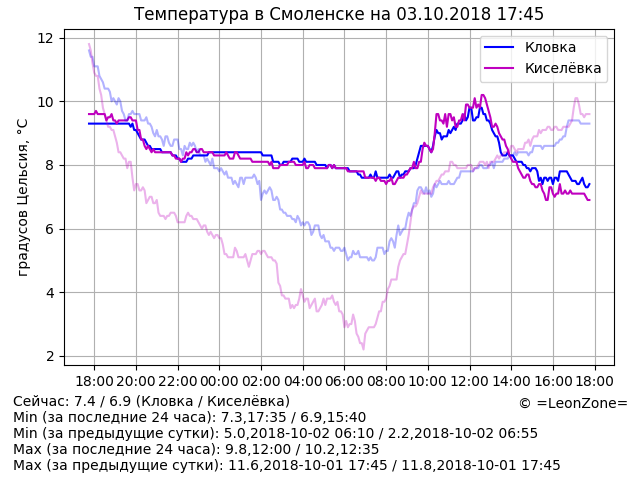 Температура в Смоленске на 03.10.2018 17:45
градусов Цельсия, °C
12
10
8
6
4
2
Кловка
Киселёвка
18:00 20:00 22:00 00:00 02:00 04:00 06:00 08:00 10:00 12:00 14:00 16:00 18:00
Сейчас: 7.4 / 6.9 (Кловка / Киселёвка)
© =LeonZone=
Min (за последние 24 часа): 7.3,17:35 / 6.9,15:40
Min (за предыдущие сутки): 5.0,2018-10-02 06:10 / 2.2,2018-10-02 06:55
Max (за последние 24 часа): 9.8,12:00 / 10.2,12:35
Max (за предыдущие сутки): 11.6,2018-10-01 17:45 / 11.8,2018-10-01 17:45